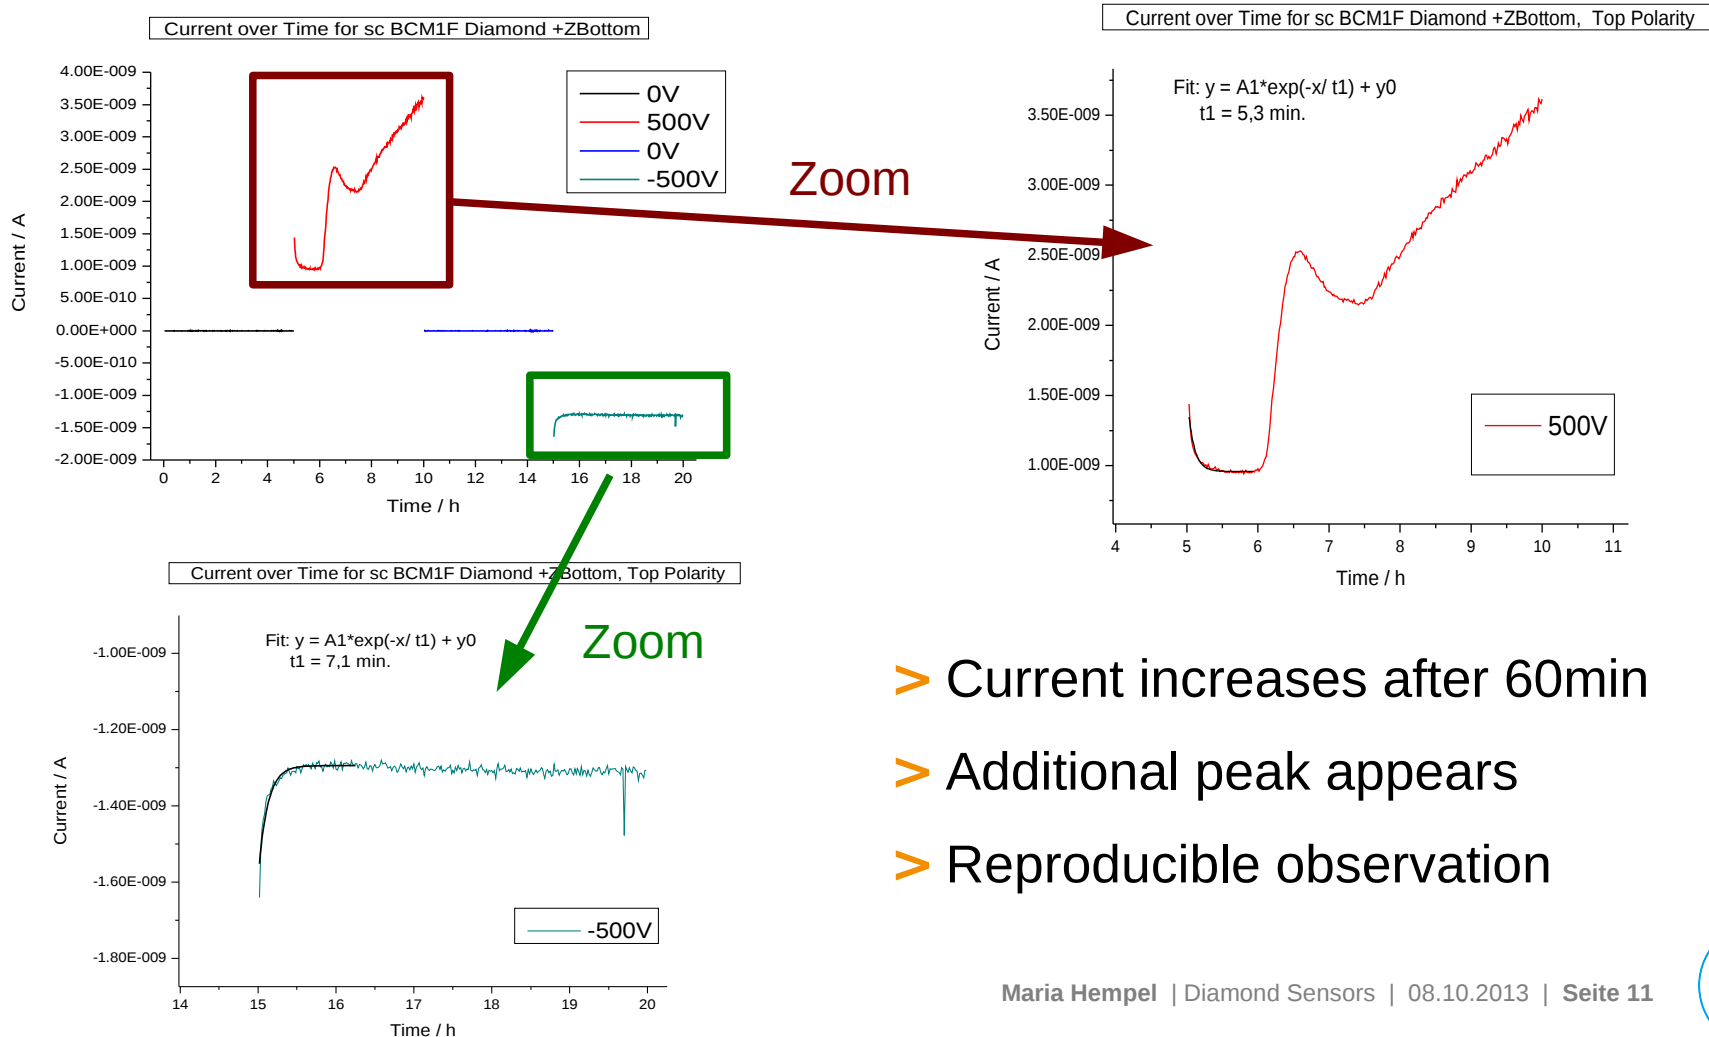 Current over Time for sc BCM1F Diamond +ZBottom
4.00E-009
3.50E-009
3.00E-009
2.50E-009
2.00E-009
1.50E-009
1.00E-009
5.00E-010
0.00E+000
-5.00E-010
-1.00E-009
-1.50E-009
-2.00E-009
Current / A
0 2 4 6 8 10 12 14 16 18 20
Time / h
0V
500V
0V
-500V
Zoom
Current over Time for sc BCM1F Diamond +ZBottom, Top Polarity
Fit: y = A1*exp(-x/ t1) + y0
t1 = 5,3 min.
3.50E-009
3.00E-009
2.50E-009
2.00E-009
1.50E-009
1.00E-009
Current / A
500V
4 5 6 7 8 9 10 11
Time / h
Current over Time for sc BCM1F Diamond +ZBottom, Top Polarity
Fit: y = A1*exp(-x/ t1) + y0
t1 = 7,1 min.
Zoom
-1.00E-009
-1.20E-009
-1.40E-009
-1.60E-009
-1.80E-009
Current / A
-500V
14 15 16 17 18 19 20
Time / h
> Current increases after 60min
> Additional peak appears
> Reproducible observation
Maria Hempel | Diamond Sensors | 08.10.2013 | Seite 11